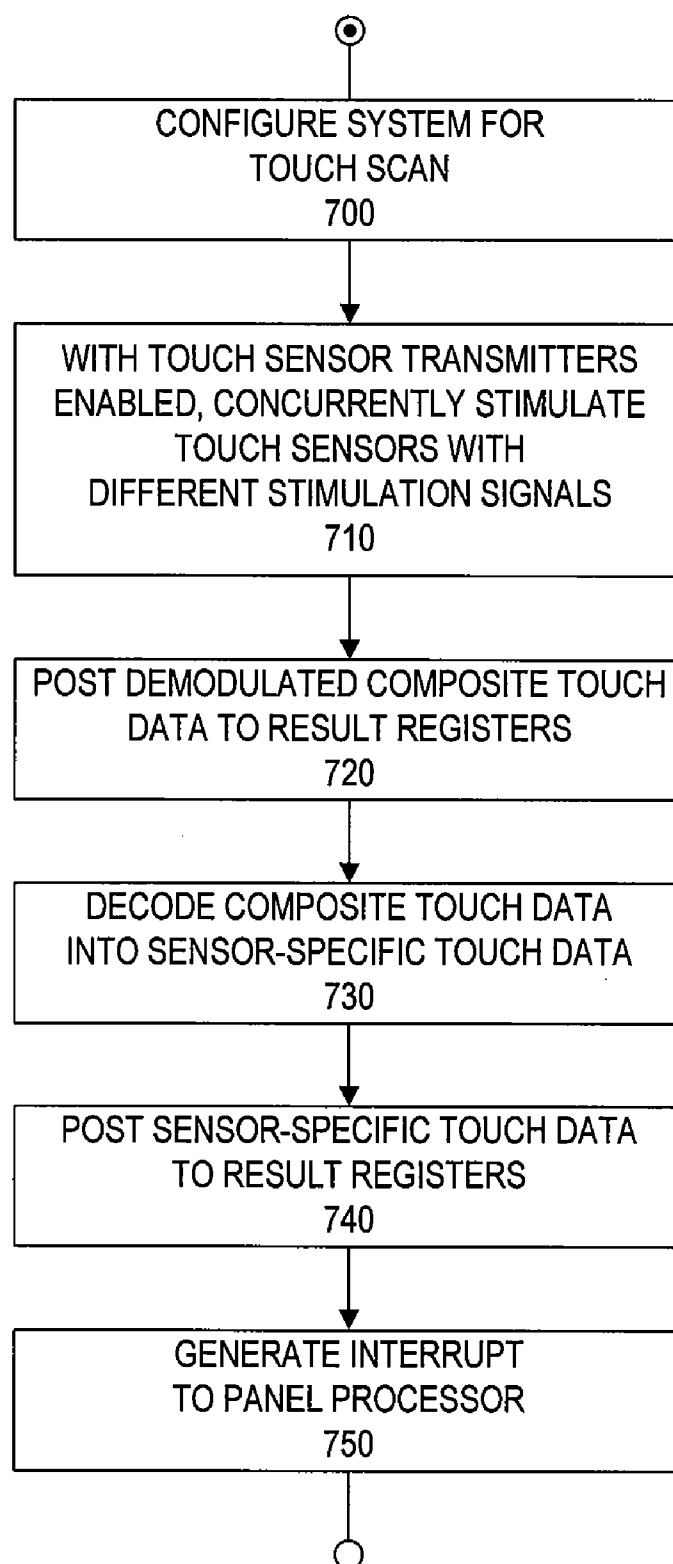 CONFIGURE SYSTEM FOR
TOUCH SCAN
700
WITH TOUCH SENSOR TRANSMITTERS
ENABLED, CONCURRENTLY STIMULATE
TOUCH SENSORS WITH
DIFFERENT STIMULATION SIGNALS
710
POST DEMODULATED COMPOSITE TOUCH
DATA TO RESULT REGISTERS
720
DECODE COMPOSITE TOUCH DATA
INTO SENSOR-SPECIFIC TOUCH DATA
730
POST SENSOR-SPECIFIC TOUCH DATA
TO RESULT REGISTERS
740
GENERATE INTERRUPT
TO PANEL PROCESSOR
750